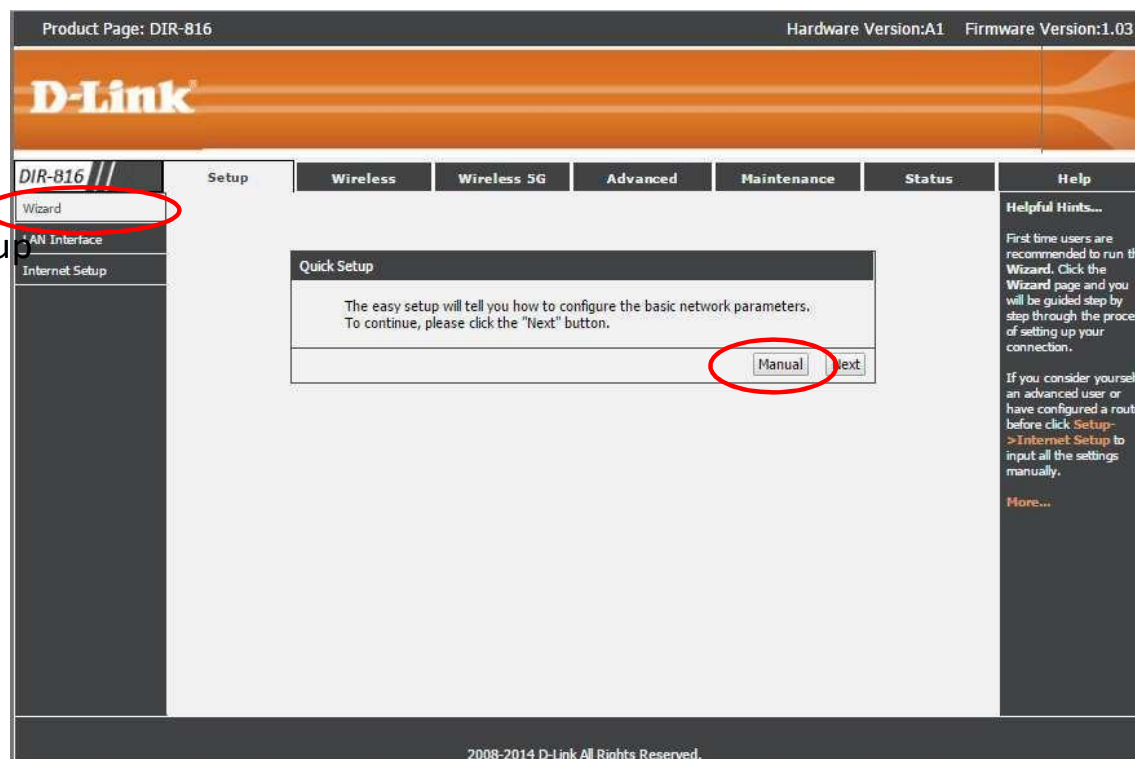 Product Page: DIR-816 Hardware Version:A1 Firmware Version:1.03
D-Link
DIR-816 Setup Wireless Wireless 5G Advanced Maintenance Status Help
Wizard
LAN Interface
Internet Setup
up
Quick Setup
The easy setup will tell you how to configure the basic network parameters.
To continue, please click the "Next" button.
Manual Next
Helpful Hints...
First time users are
recommended to run th
Wizard. Click the
Wizard page and you
will be guided step by
step through the proce
of setting up your
connection.
If you consider yoursel
an advanced user or
have configured a rout
before click Setup-
>Internet Setup to
input all the settings
manually.
More...
2008-2014 D-Link All Rights Reserved.